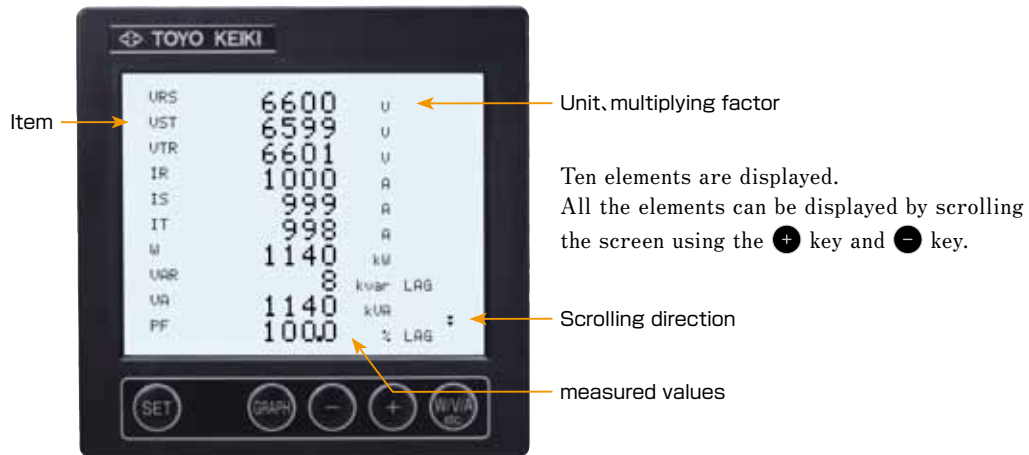 TOYO KEIKI
VRS 6600 V
VST 6599 V
VTR 6601 V
IR 1000 A
IS 999 A
IT 998 A
W 1140 kW
VAR 8 kvar LAG
VA 1140 kVA
PF 100.0 % LAG
SET GRAPH − + W/V/A etc.
Item
Unit、multiplying factor
Ten elements are displayed.
All the elements can be displayed by scrolling
the screen using the + key and − key.
Scrolling direction
measured values